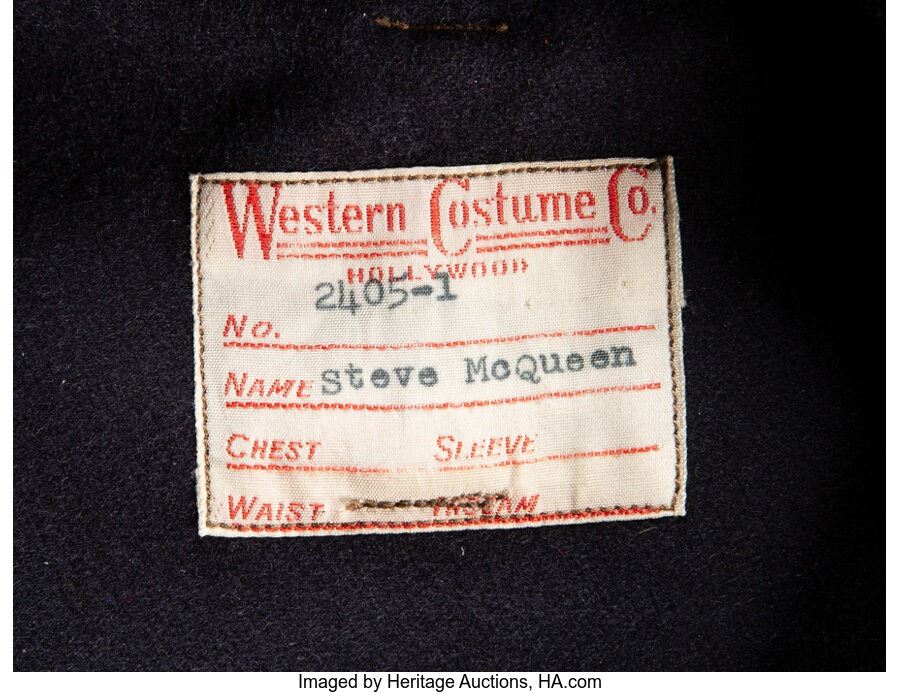 Western Costume Co.
HOLLYWOOD
2405-1
No.
NAME Steve McQueen
CHEST SLEEVE
WAIST
Imaged by Heritage Auctions, HA.com